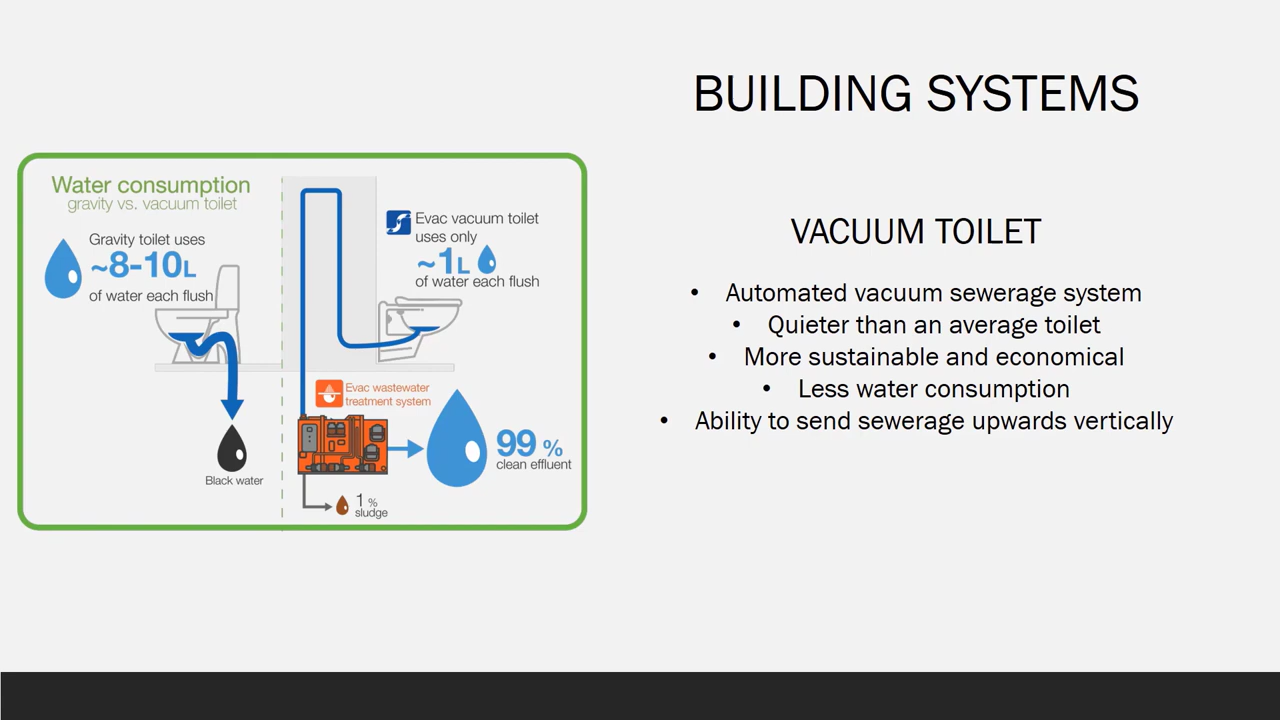 BUILDING SYSTEMS
Water consumption
gravity vs. vacuum toilet
Gravity toilet uses
~8-10L
of water each flush
Evac vacuum toilet
uses only
~1L
of water each flush
Evac wastewater
treatment system
99 %
clean effluent
Black water
1 %
sludge
VACUUM TOILET
• Automated vacuum sewerage system
• Quieter than an average toilet
• More sustainable and economical
• Less water consumption
• Ability to send sewerage upwards vertically